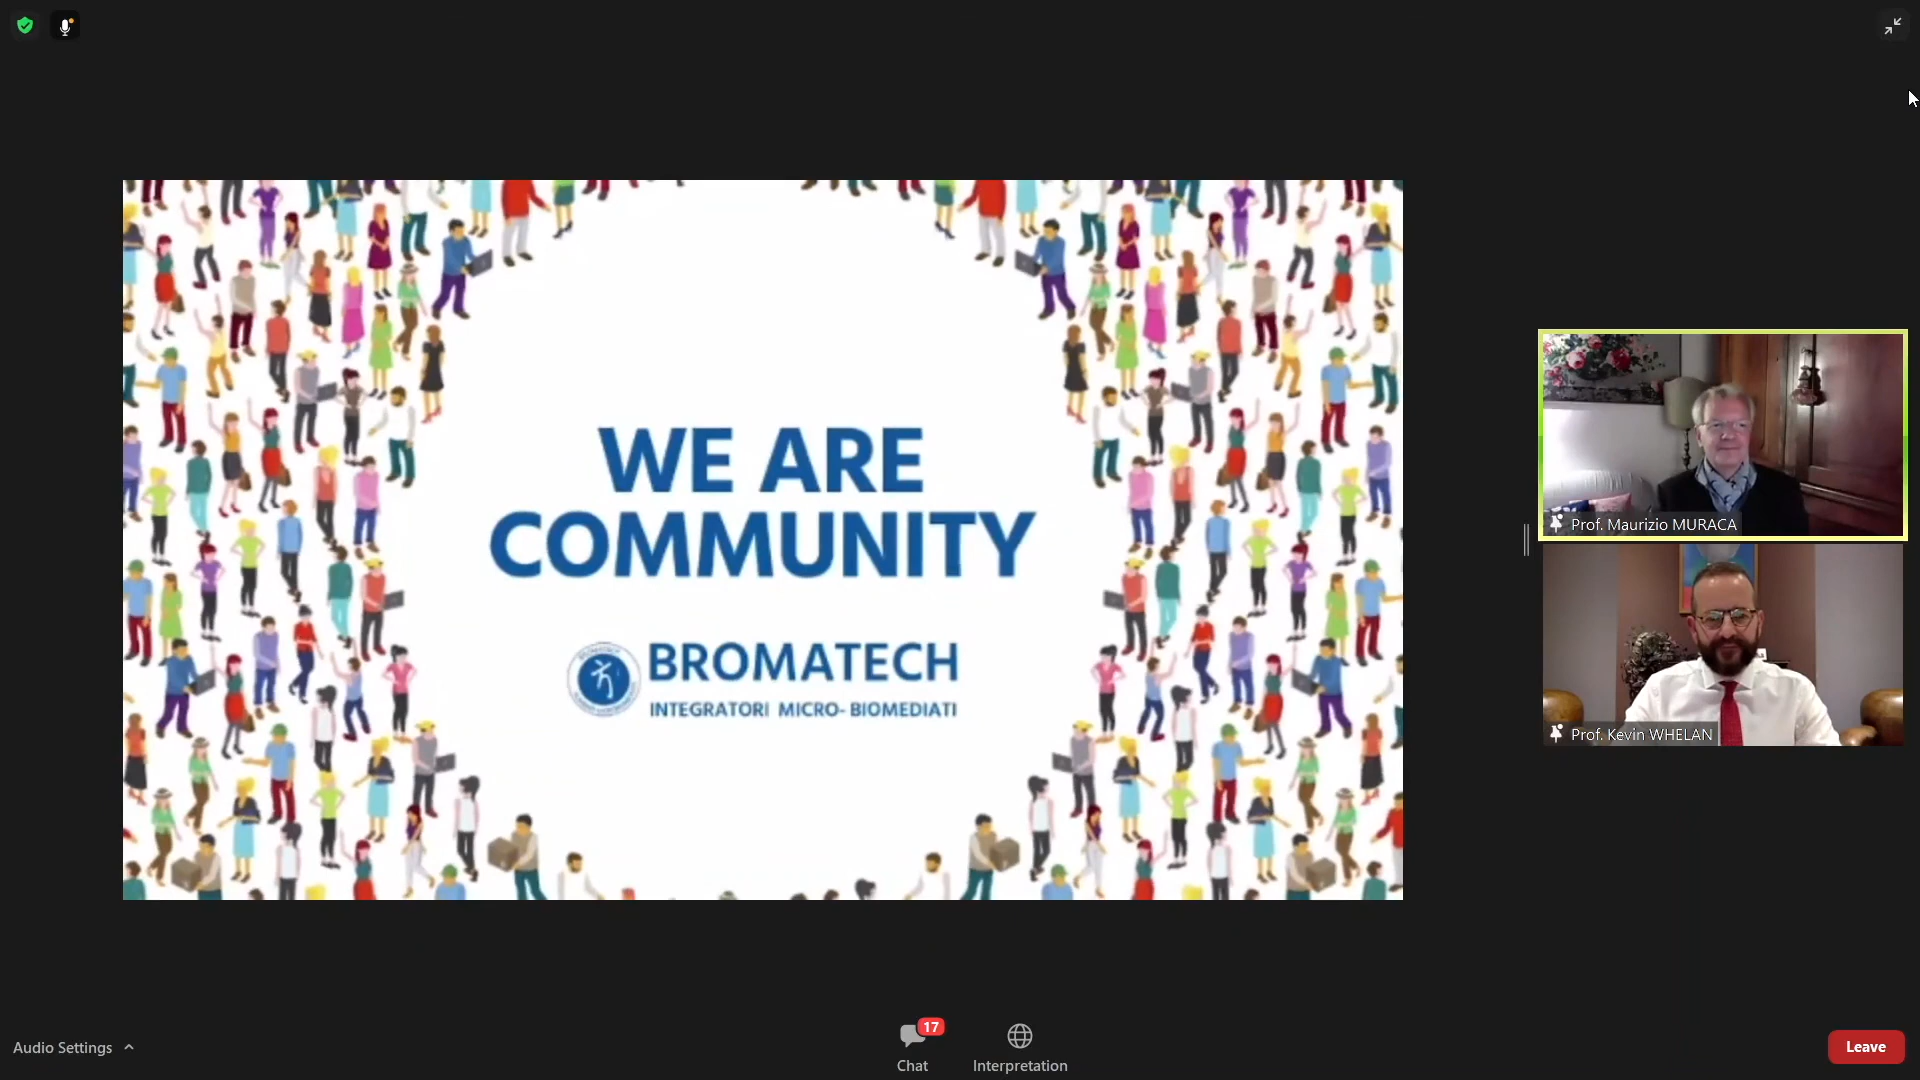 WE ARE
COMMUNITY
BROMATECH
INTEGRATORI MICRO-BIOMEDIATI
Prof. Maurizio MURACA
Prof. Kevin WHELAN
Audio Settings
17
Chat
Interpretation
Leave